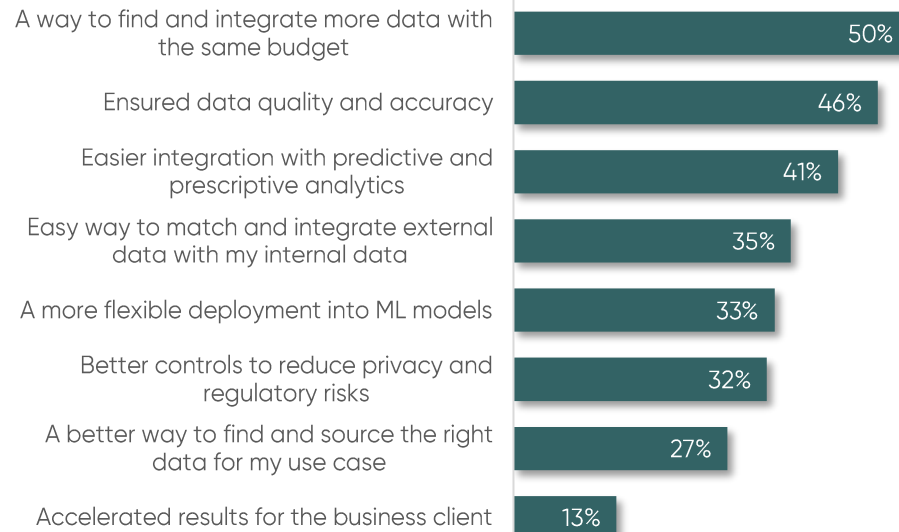 A way to find and integrate more data with
the same budget
50%
Ensured data quality and accuracy
46%
Easier integration with predictive and
prescriptive analytics
41%
Easy way to match and integrate external
data with my internal data
35%
A more flexible deployment into ML models
33%
Better controls to reduce privacy and
regulatory risks
32%
A better way to find and source the right
data for my use case
27%
Accelerated results for the business client
13%